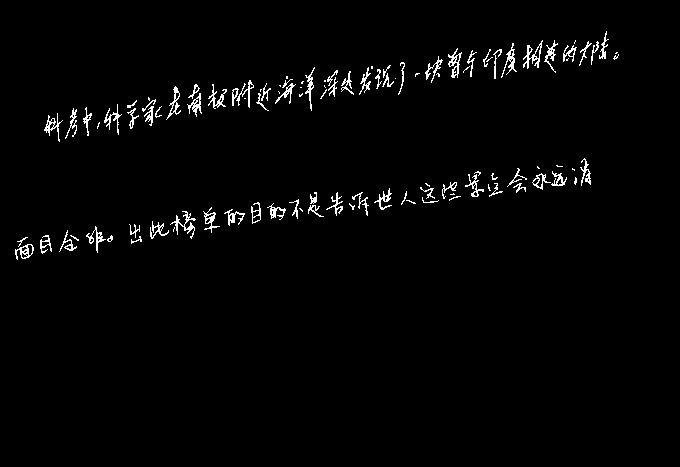 科考中,科学家在南极附近海洋深处发现了一块曾与印度相连的大陆。
面目全非。出此榜单的目的不是告诉世人这些景点会永远消